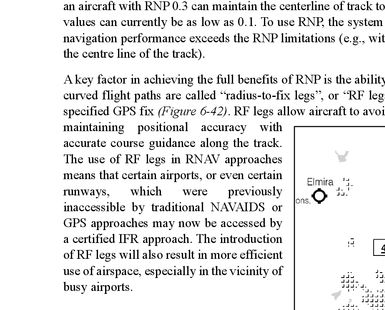 an aircraft with RNP 0.3 can maintain the centerline of track to
values can currently be as low as 0.1. To use RNP, the system
navigation performance exceeds the RNP limitations (e.g., wit
the centre line of the track).
A key factor in achieving the full benefits of RNP is the ability
curved flight paths are called “radius-to-fix legs”, or “RF leg
specified GPS fix (Figure 6-42). RF legs allow aircraft to avoi
maintaining positional accuracy with
accurate course guidance along the track.
The use of RF legs in RNAV approaches
means that certain airports, or even certain
runways, which were previously
inaccessible by traditional NAVAIDS or
GPS approaches may now be accessed by
a certified IFR approach. The introduction
of RF legs will also result in more efficient
use of airspace, especially in the vicinity of
busy airports.
Elmira
ons.
4